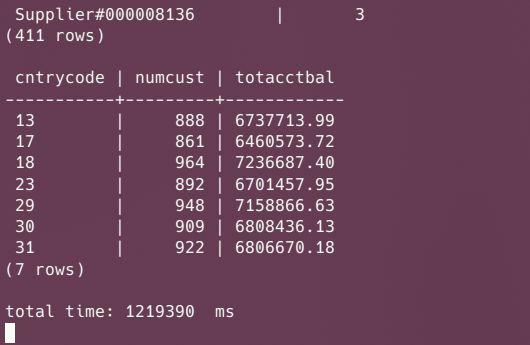 Supplier#000008136        |       3
(411 rows)
cntrycode | numcust | totacctbal
-----------+---------+------------
13        |     888 | 6737713.99
17        |     861 | 6460573.72
18        |     964 | 7236687.40
23        |     892 | 6701457.95
29        |     948 | 7158866.63
30        |     909 | 6808436.13
31        |     922 | 6806670.18
(7 rows)
total time: 1219390  ms